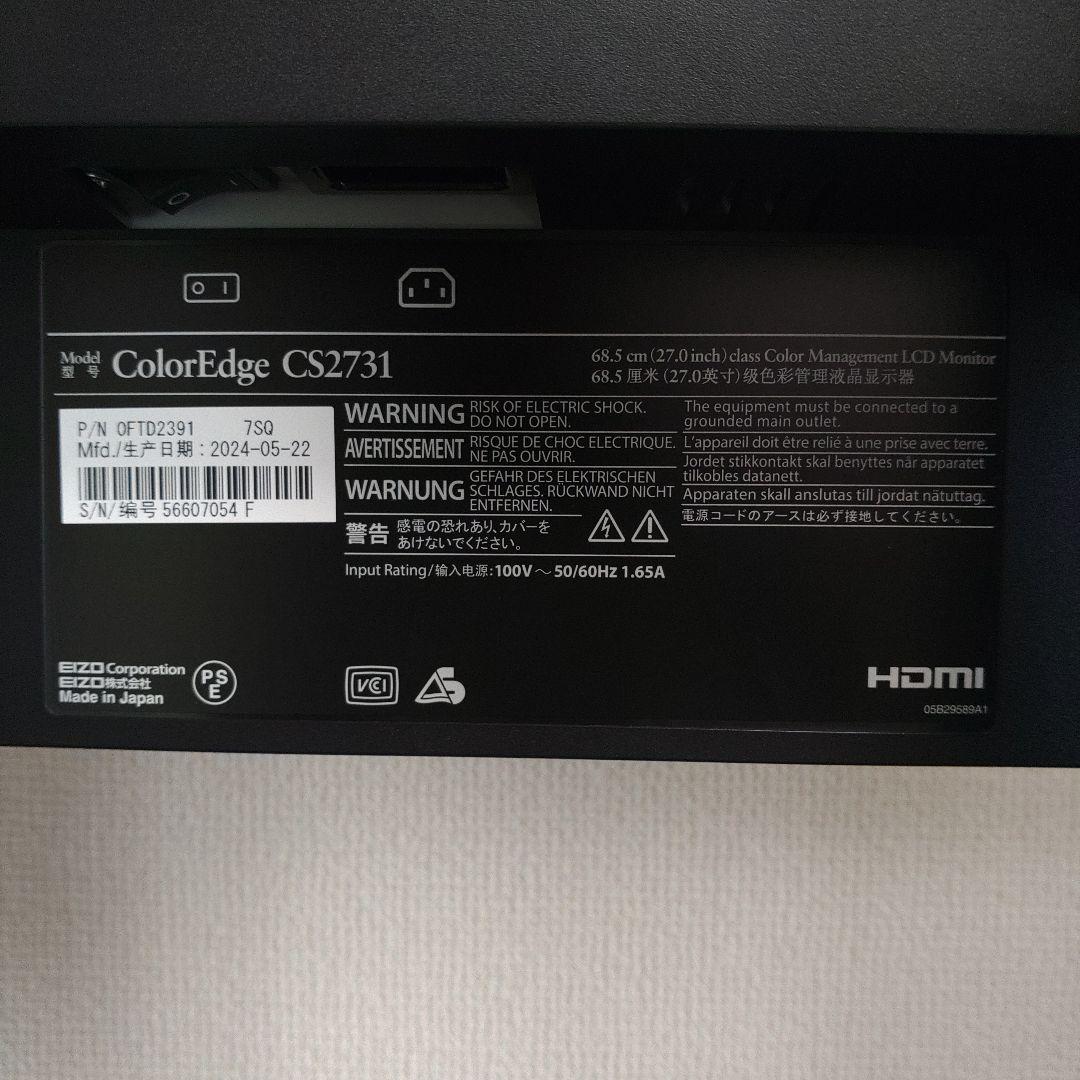 Model
型 号
ColorEdge CS2731
68.5 cm (27.0 inch) class Color Management LCD Monitor
68.5 厘米 (27.0英寸) 级色彩管理液晶显示器
P/N 0FTD2391 7SQ
Mfd./生产日期 : 2024-05-22
S/N/编号 56607054 F
WARNING RISK OF ELECTRIC SHOCK.
DO NOT OPEN.
AVERTISSEMENT RISQUE DE CHOC ELECTRIQUE.
NE PAS OUVRIR.
WARNUNG GEFAHR DES ELEKTRISCHEN
SCHLAGES. RÜCKWAND NICHT
ENTFERNEN.
警告 感電の恐れあり、カバーを
あけないでください。
Input Rating/输入电源: 100V ～ 50/60Hz 1.65A
The equipment must be connected to a
grounded main outlet.
L'appareil doit être relié à une prise avec terre.
Jordet stikkontakt skal benyttes når apparatet
tilkobles datanett.
Apparaten skall anslutas till jordat nätuttag.
電源コードのアースは必ず接地してください。
EIZO Corporation
EIZO株式会社
Made in Japan
PSE
VCI
HDMI
05B29589A1